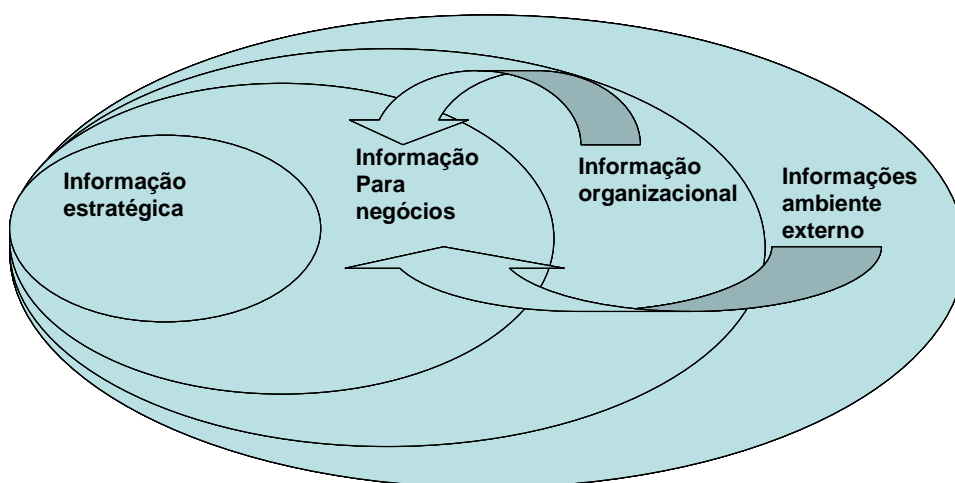 Informação
estratégica
Informação
Para
negócios
Informação
organizacional
Informações
ambiente
externo